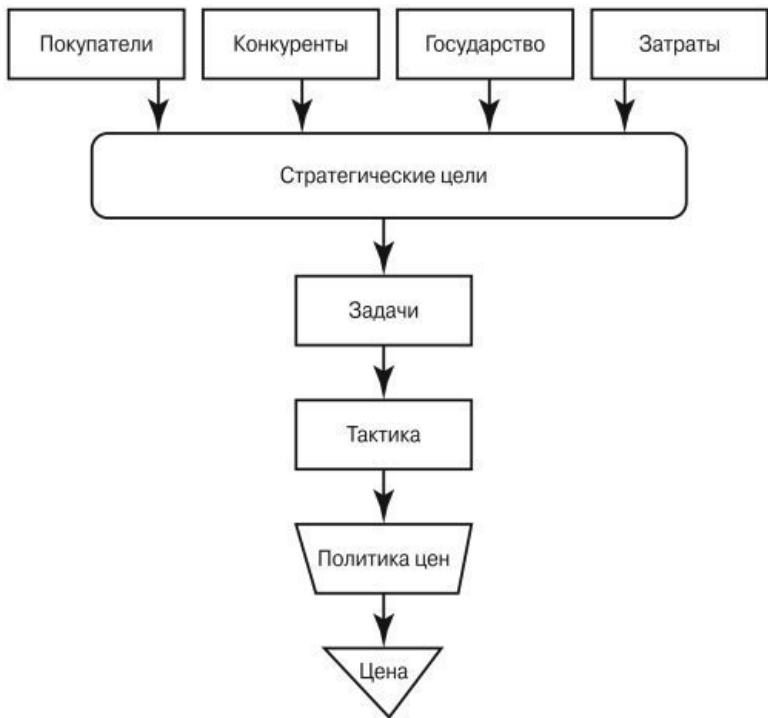 Покупатели
Конкуренты
Государство
Затраты
Стратегические цели
Задачи
Тактика
Политика цен
Цена